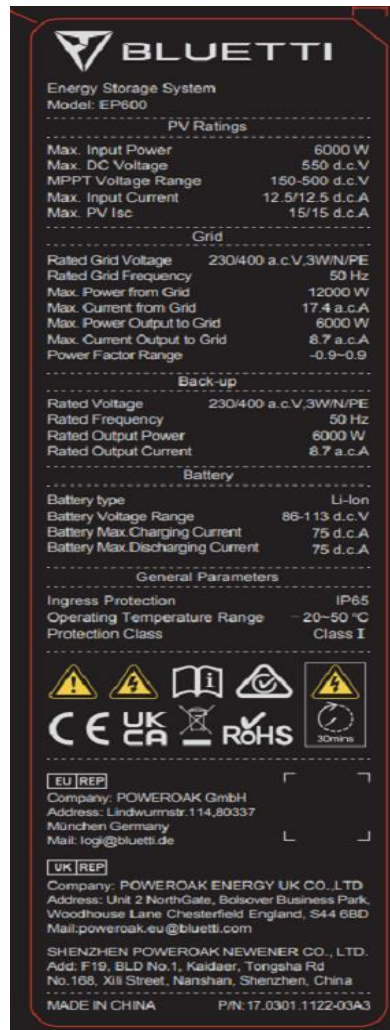 BLUETTI
Energy Storage System
Model: EP600
PV Ratings
Max. Input Power 6000 W
Max. DC Voltage 550 d.c.V
MPPT Voltage Range 150-500 d.c.V
Max. Input Current 12.5/12.5 d.c.A
Max. PV Isc 15/15 d.c.A
Grid
Rated Grid Voltage 230/400 a.c.V,3W/N/PE
Rated Grid Frequency 50 Hz
Max. Power from Grid 12000 W
Max. Current from Grid 17.4 a.c.A
Max. Power Output to Grid 6000 W
Max. Current Output to Grid 8.7 a.c.A
Power Factor Range -0.9~0.9
Back-up
Rated Voltage 230/400 a.c.V,3W/N/PE
Rated Frequency 50 Hz
Rated Output Power 6000 W
Rated Output Current 8.7 a.c.A
Battery
Battery type Li-Ion
Battery Voltage Range 86-113 d.c.V
Battery Max.Charging Current 75 d.c.A
Battery Max.Discharging Current 75 d.c.A
General Parameters
Ingress Protection IP65
Operating Temperature Range -20~50 °C
Protection Class Class I
CE UK CA RoHS 30mins
EU REP
Company: POWEROAK GmbH
Address: Lindwurmstr.114,80337
München Germany
Mail: logi@bluetti.de
UK REP
Company: POWEROAK ENERGY UK CO.,LTD
Address: Unit 2 NorthGate, Bolsover Business Park,
Woodhouse Lane Chesterfield England, S44 6BD
Mail:poweroak.eu@bluetti.com
SHENZHEN POWEROAK NEWENER CO., LTD.
Add: F19, BLD No.1, Kaidaer, Tongsha Rd
No.168, Xili Street, Nanshan, Shenzhen, China
MADE IN CHINA P/N:17.0301.1122-03A3